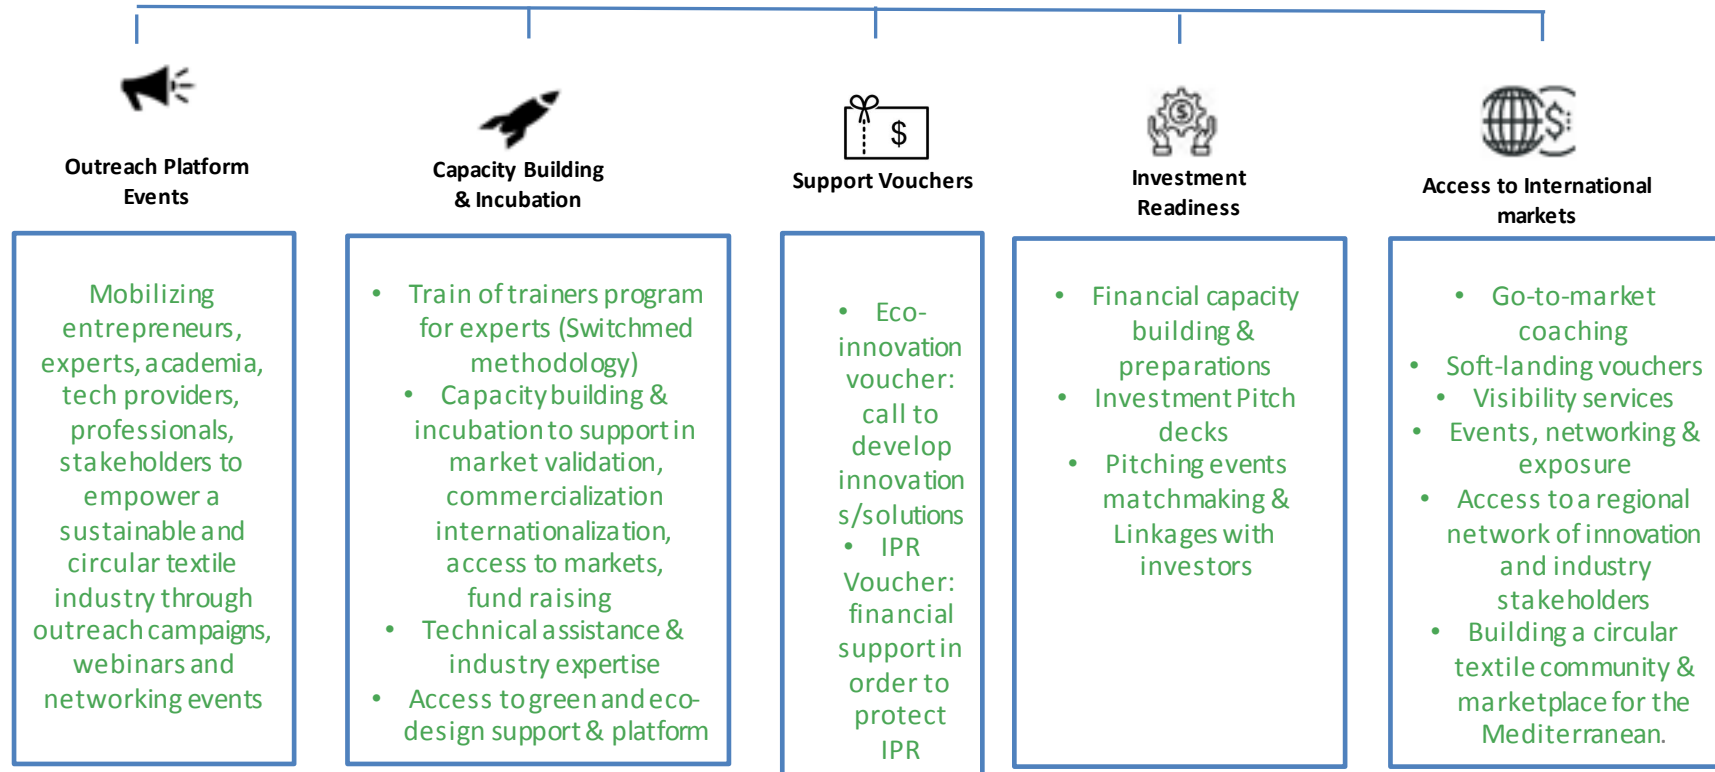 $
Outreach Platform
Events
Capacity Building
& Incubation
Support Vouchers
Investment
Readiness
Access to International
markets
Mobilizing
entrepreneurs,
experts, academia,
tech providers,
professionals,
stakeholders to
empower a
sustainable and
circular textile
industry through
outreach campaigns,
webinars and
networking events
• Train of trainers program
for experts (Switchmed
methodology)
• Capacity building &
incubation to support in
market validation,
commercialization
internationalization,
access to markets,
fund raising
• Technical assistance &
industry expertise
• Access to green and eco-
design support & platform
• Eco-
innovation
voucher:
call to
develop
innovation
s/solutions
• IPR
Voucher:
financial
support in
order to
protect
IPR
• Financial capacity
building &
preparations
• Investment Pitch
decks
• Pitching events
matchmaking &
Linkages with
investors
• Go-to-market
coaching
• Soft-landing vouchers
• Visibility services
• Events, networking &
exposure
• Access to a regional
network of innovation
and industry
stakeholders
• Building a circular
textile community &
marketplace for the
Mediterranean.